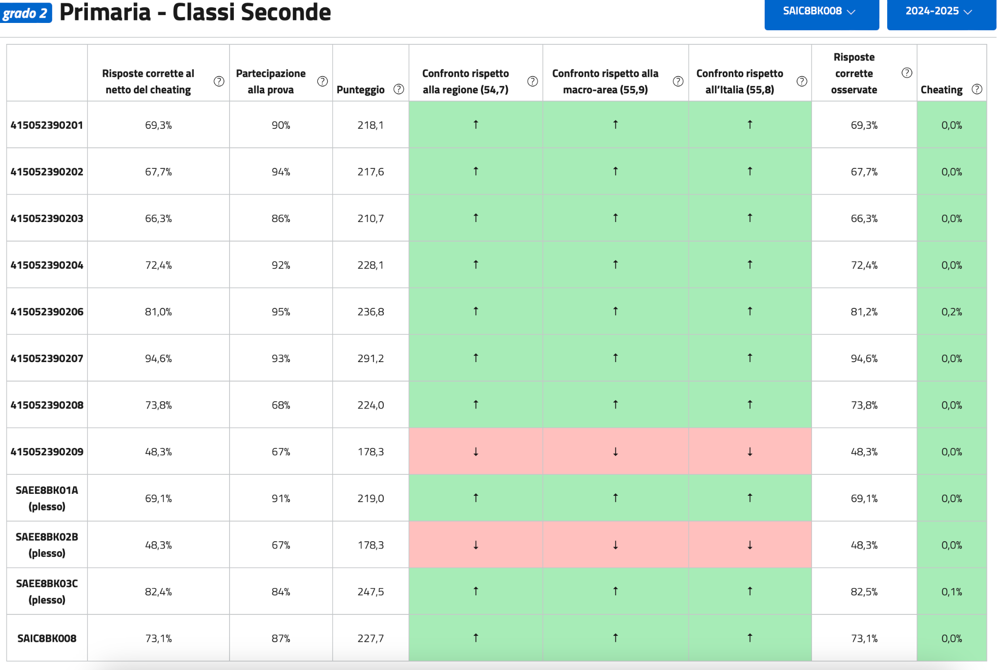 grado 2 Primaria - Classi Seconde SAIC8BK008 2024-2025
Risposte corrette al netto del cheating ? Partecipazione alla prova ? Punteggio ? Confronto rispetto alla regione (54,7) ? Confronto rispetto alla macro-area (55,9) ? Confronto rispetto all'Italia (55,8) ? Risposte corrette osservate ? Cheating ?
415052390201 69,3% 90% 218,1 ↑ ↑ ↑ 69,3% 0,0%
415052390202 67,7% 94% 217,6 ↑ ↑ ↑ 67,7% 0,0%
415052390203 66,3% 86% 210,7 ↑ ↑ ↑ 66,3% 0,0%
415052390204 72,4% 92% 228,1 ↑ ↑ ↑ 72,4% 0,0%
415052390206 81,0% 95% 236,8 ↑ ↑ ↑ 81,2% 0,2%
415052390207 94,6% 93% 291,2 ↑ ↑ ↑ 94,6% 0,0%
415052390208 73,8% 68% 224,0 ↑ ↑ ↑ 73,8% 0,0%
415052390209 48,3% 67% 178,3 ↓ ↓ ↓ 48,3% 0,0%
SAEE8BK01A (plesso) 69,1% 91% 219,0 ↑ ↑ ↑ 69,1% 0,0%
SAEE8BK02B (plesso) 48,3% 67% 178,3 ↓ ↓ ↓ 48,3% 0,0%
SAEE8BK03C (plesso) 82,4% 84% 247,5 ↑ ↑ ↑ 82,5% 0,1%
SAIC8BK008 73,1% 87% 227,7 ↑ ↑ ↑ 73,1% 0,0%